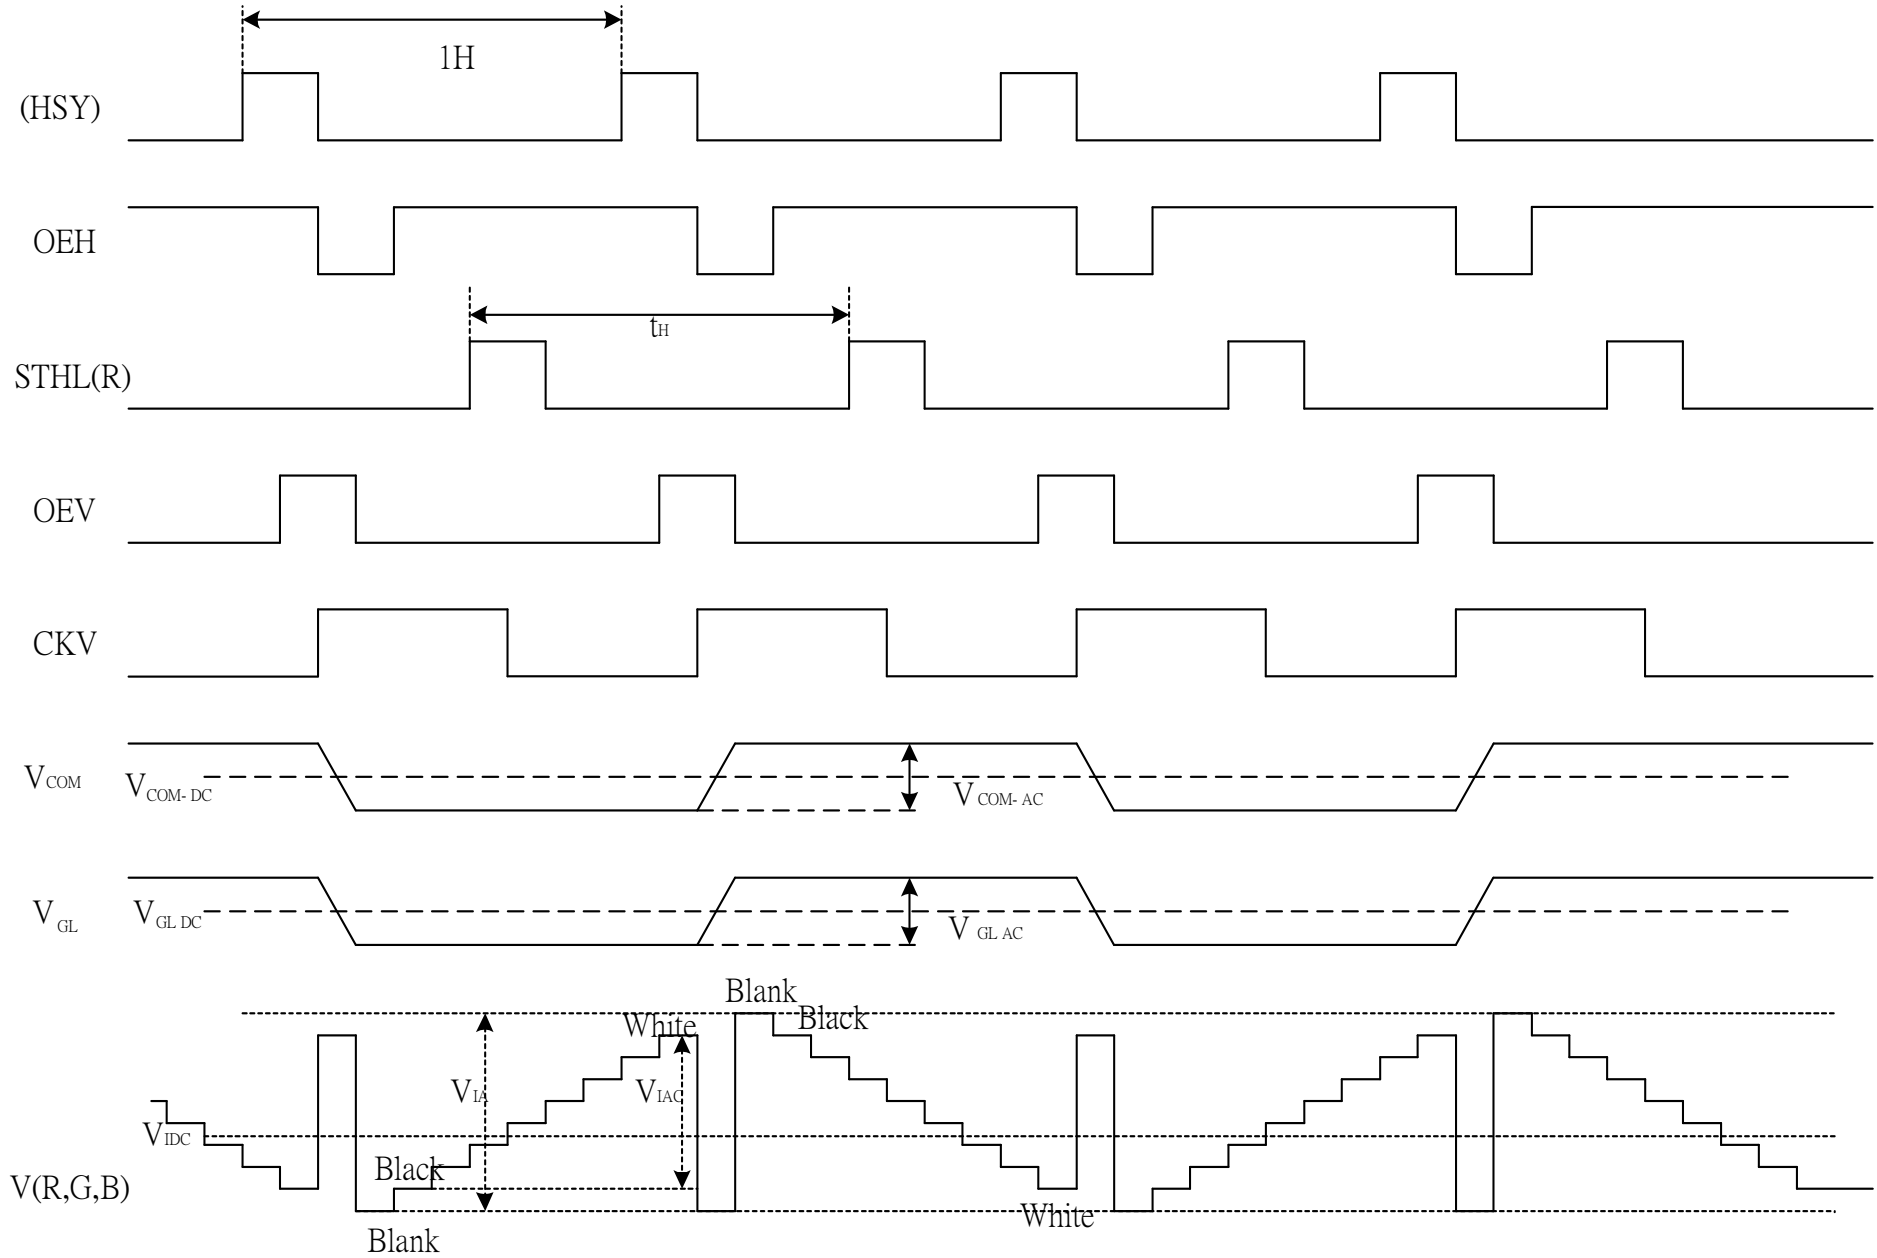 1H
(HSY)
OEH
tH
STHL(R)
OEV
CKV
VCOM
VCOM- DC
V COM- AC
VGL
VGL DC
V GL AC
Blank
White
Black
VIA
VIAC
VIDC
Black
V(R,G,B)
White
Blank